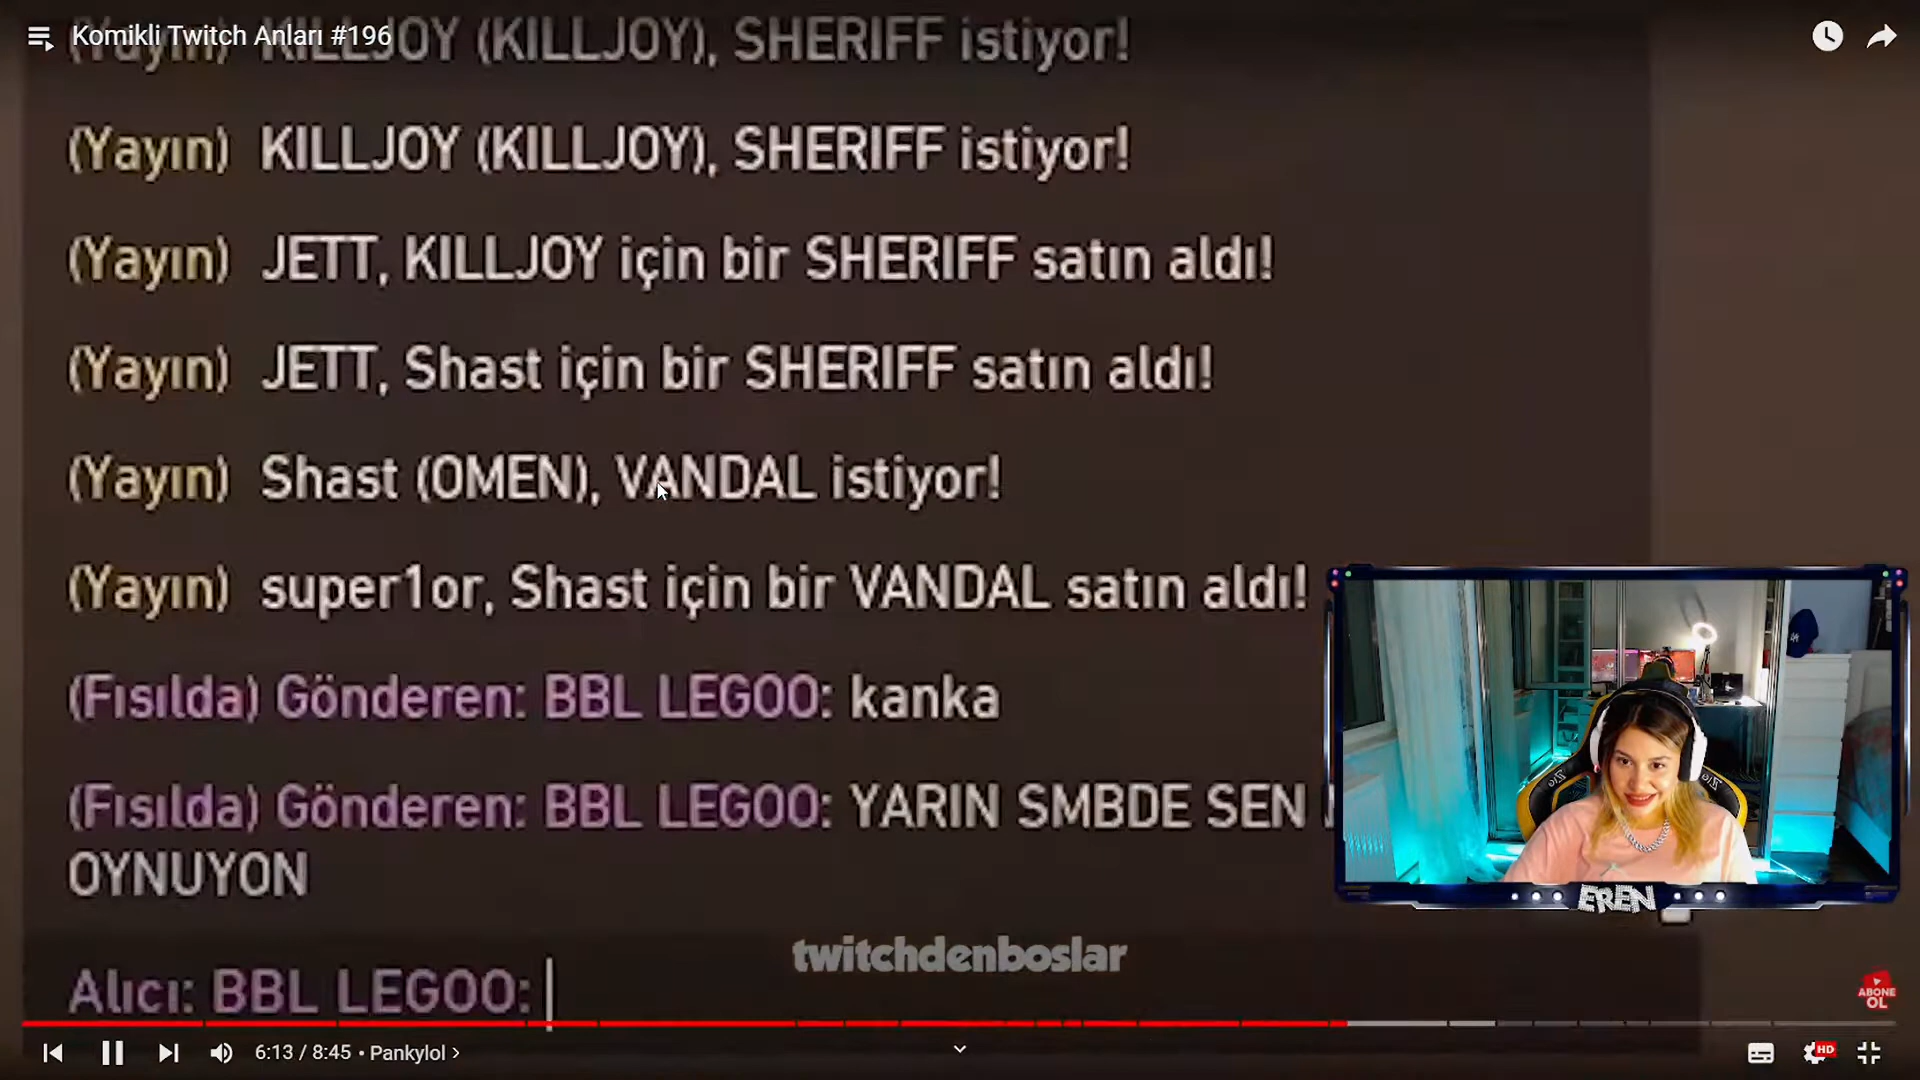 Komikli Twitch Anları #196
(Yayın) KILLJOY (KILLJOY), SHERIFF istiyor!
(Yayın) KILLJOY (KILLJOY), SHERIFF istiyor!
(Yayın) JETT, KILLJOY için bir SHERIFF satın aldı!
(Yayın) JETT, Shast için bir SHERIFF satın aldı!
(Yayın) Shast (OMEN), VANDAL istiyor!
(Yayın) super1or, Shast için bir VANDAL satın aldı!
(Fısılda) Gönderen: BBL LEGOO: kanka
(Fısılda) Gönderen: BBL LEGOO: YARIN SMBDE SEN
OYNUYON
EREN
twitchdenboslar
Alıcı: BBL LEGOO:
ABONE
OL
6:13 / 8:45 • Pankylol ›
HD